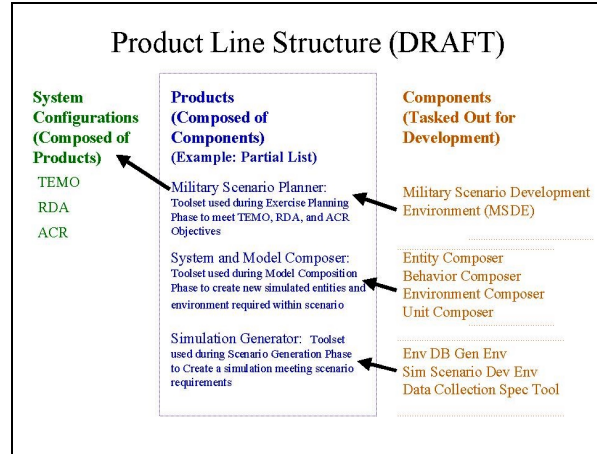 Product Line Structure (DRAFT)
System
Configurations
(Composed of
Products)
TEMO
RDA
ACR
Products
(Composed of
Components)
(Example: Partial List)
Military Scenario Planner:
Toolset used during Exercise Planning
Phase to meet TEMO, RDA, and ACR
Objectives
System and Model Composer:
Toolset used during Model Composition
Phase to create new simulated entities and
environment required within scenario
Simulation Generator: Toolset
used during Scenario Generation Phase
to Create a simulation meeting scenario
requirements
Components
(Tasked Out for
Development)
Military Scenario Development
Environment (MSDE)
Entity Composer
Behavior Composer
Environment Composer
Unit Composer
Env DB Gen Env
Sim Scenario Dev Env
Data Collection Spec Tool